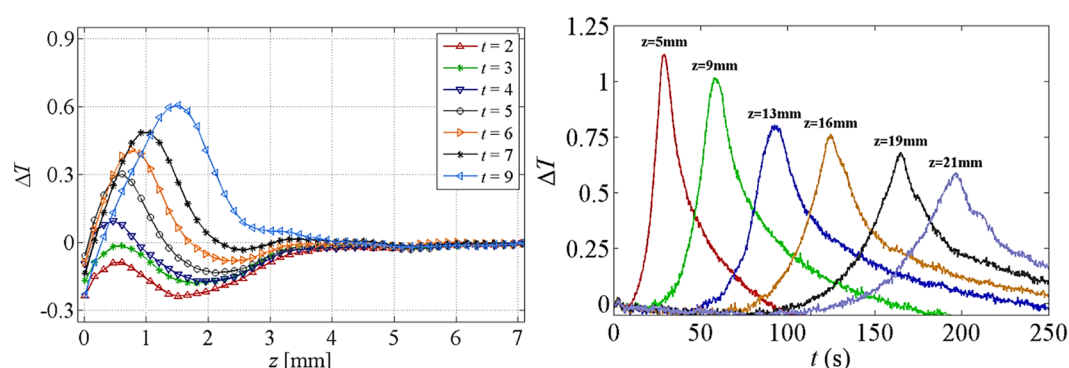 0.9
0.6
0.3
0
-0.3
ΔT
0 1 2 3 4 5 6 7
z [mm]
t = 2
t = 3
t = 4
t = 5
t = 6
t = 7
t = 9
1.25
1
0.75
0.5
0.25
0
ΔT
z=5mm
z=9mm
z=13mm
z=16mm
z=19mm
z=21mm
0 50 100 150 200 250
t (s)